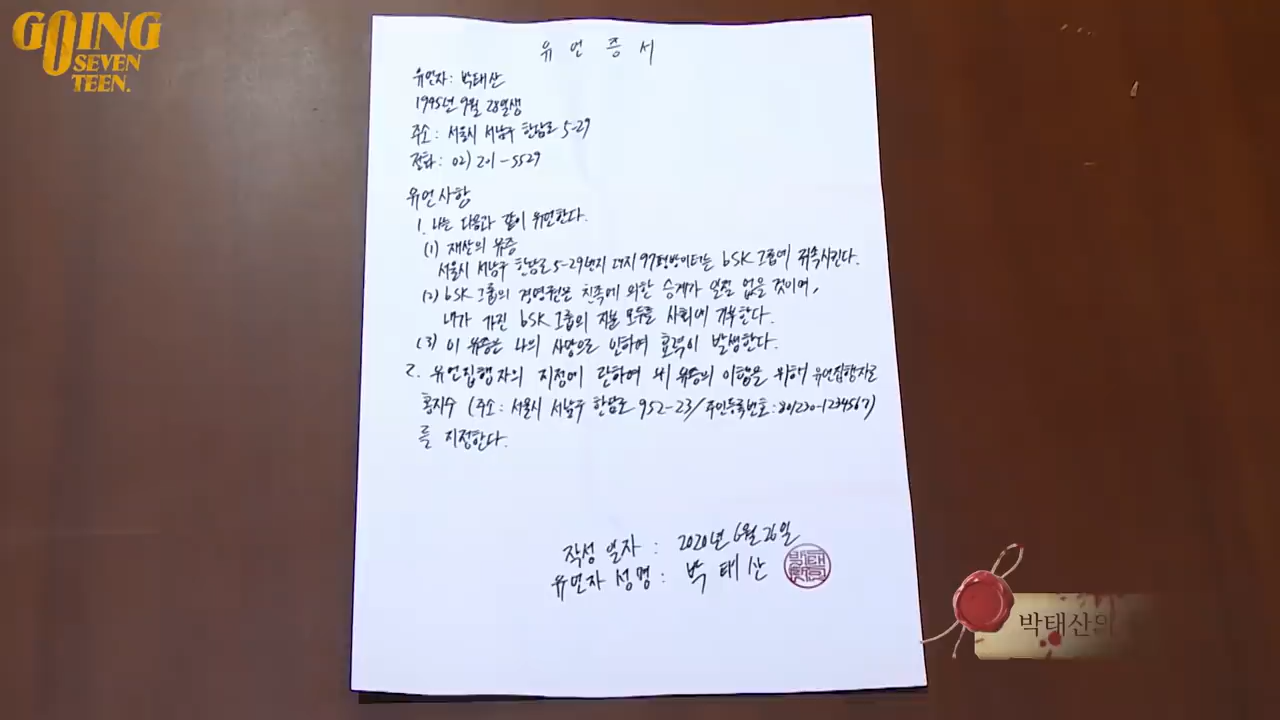 GOING
SEVEN
TEEN.
유 언 증 서
유언자: 박태산
1995년 9월 28일생
주소: 서울시 서남구 한남로 5-29
전화: 02) 201-5529
유언사항
1. 나는 다음과 같이 유언한다.
(1) 재산의 유증
서울시 서남구 한남로 5-29번지 대지 97평방미터는 bSK 그룹에 귀속시킨다.
(2) bSK 그룹의 경영권은 친족에 의한 승계가 일절 없을 것이며,
내가 가진 bSK 그룹의 지분 모두를 사회에 기부한다.
(3) 이 유증은 나의 사망으로 인하여 효력이 발생한다.
2. 유언집행자의 지정에 관하여 위 유증의 이행을 위해 유언집행자로
홍지수 (주소: 서울시 서남구 한남로 952-23/주민등록번호: 801230-1234567)
를 지정한다.
작성 일자 : 2020년 6월 26일
유언자 성명 : 박 태 산
박태산의